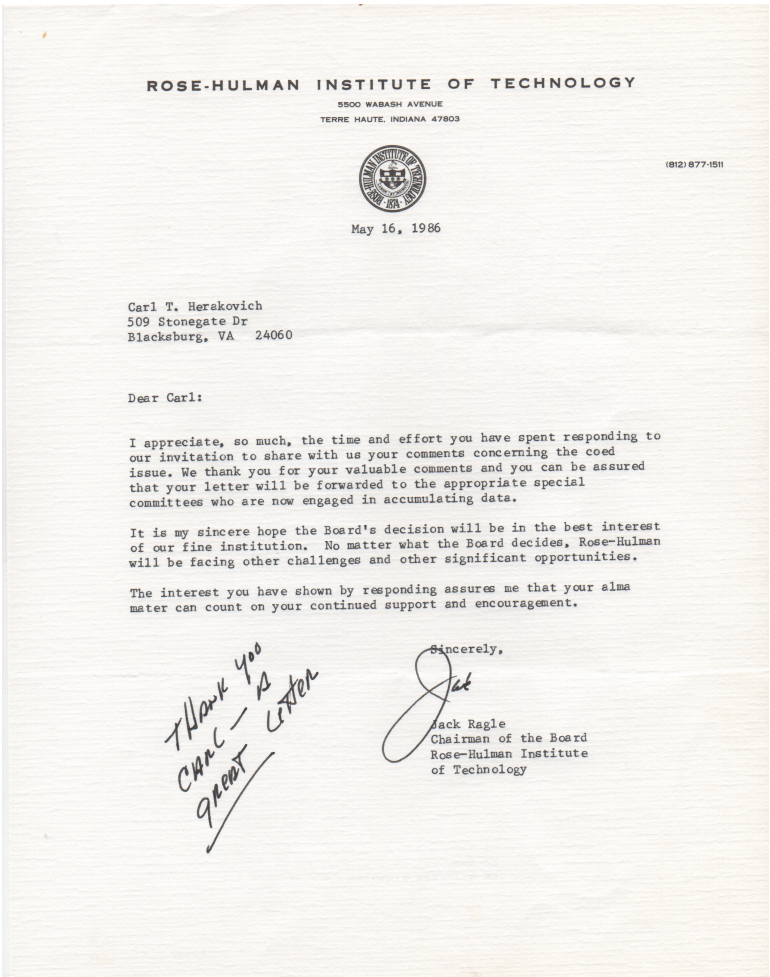 ROSE-HULMAN INSTITUTE OF TECHNOLOGY
5500 WABASH AVENUE
TERRE HAUTE, INDIANA 47803
(812) 877-1511
ROSE-HULMAN INSTITUTE OF TECHNOLOGY
·1874·
May 16, 1986
Carl T. Herakovich
509 Stonegate Dr
Blacksburg, VA  24060
Dear Carl:
I appreciate, so much, the time and effort you have spent responding to
our invitation to share with us your comments concerning the coed
issue. We thank you for your valuable comments and you can be assured
that your letter will be forwarded to the appropriate special
committees who are now engaged in accumulating data.
It is my sincere hope the Board's decision will be in the best interest
of our fine institution.  No matter what the Board decides, Rose-Hulman
will be facing other challenges and other significant opportunities.
The interest you have shown by responding assures me that your alma
mater can count on your continued support and encouragement.
Sincerely,
Jack
Jack Ragle
Chairman of the Board
Rose-Hulman Institute
of Technology
THANK YOU
CARL — A
GREAT LETTER